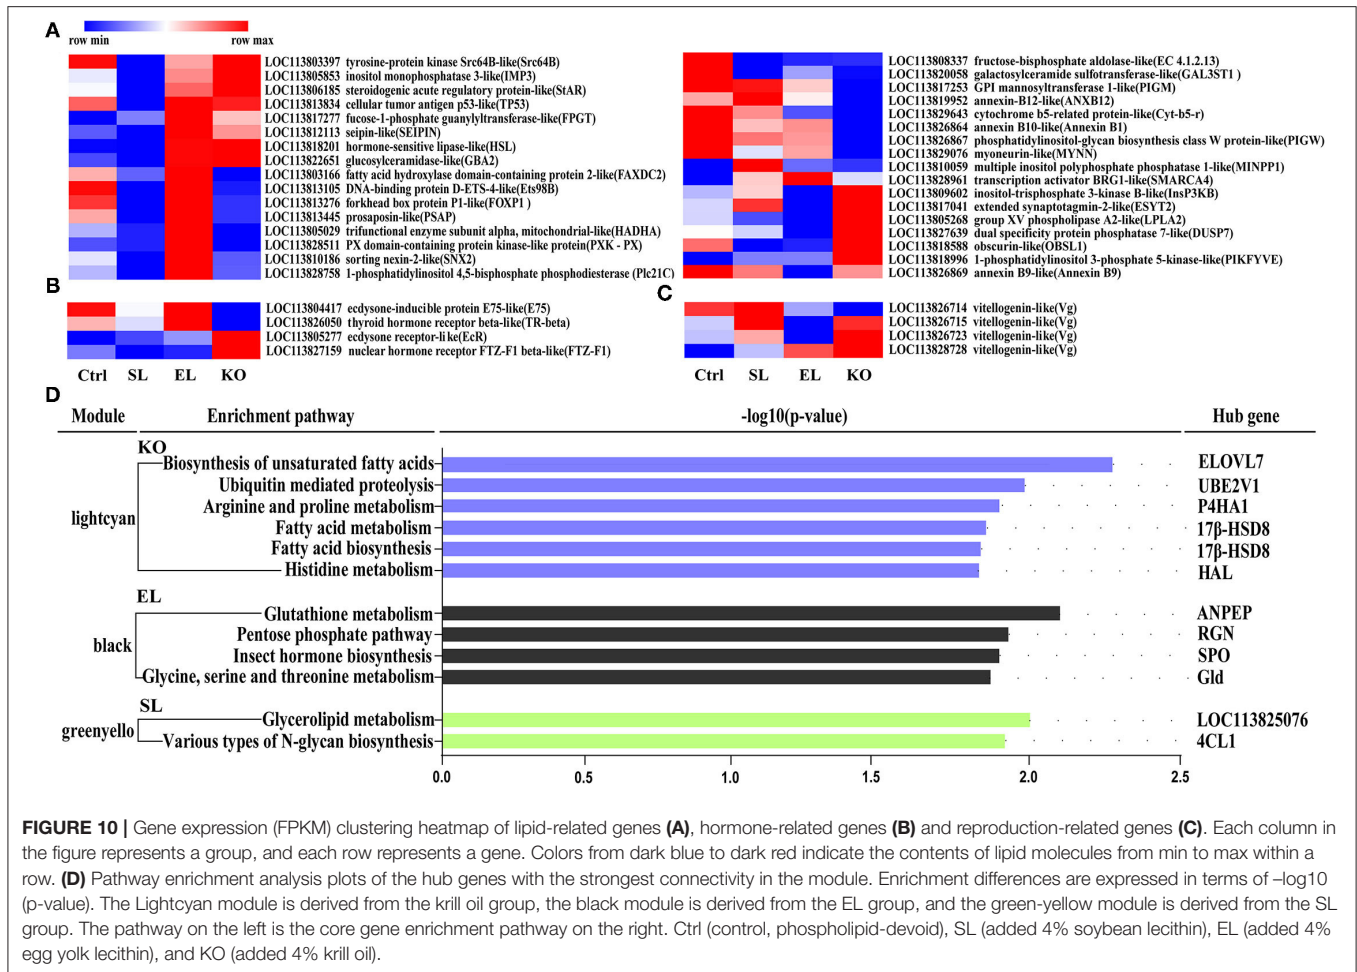 A
row min row max
LOC113803397 tyrosine-protein kinase Src64B-like(Src64B)
LOC113805853 inositol monophosphatase 3-like(IMP3)
LOC113806185 steroidogenic acute regulatory protein-like(StAR)
LOC113813834 cellular tumor antigen p53-like(TP53)
LOC113817277 fucose-1-phosphate guanylyltransferase-like(FPGT)
LOC113812113 seipin-like(SEIPIN)
LOC113818201 hormone-sensitive lipase-like(HSL)
LOC113822651 glucosylceramidase-like(GBA2)
LOC113803166 fatty acid hydroxylase domain-containing protein 2-like(FAXDC2)
LOC113813105 DNA-binding protein D-ETS-4-like(Ets98B)
LOC113813276 forkhead box protein P1-like(FOXP1 )
LOC113813445 prosaposin-like(PSAP)
LOC113805029 trifunctional enzyme subunit alpha, mitochondrial-like(HADHA)
LOC113828511 PX domain-containing protein kinase-like protein(PXK - PX)
LOC113810186 sorting nexin-2-like(SNX2)
LOC113828758 1-phosphatidylinositol 4,5-bisphosphate phosphodiesterase (Plc21C)
LOC113808337 fructose-bisphosphate aldolase-like(EC 4.1.2.13)
LOC113820058 galactosylceramide sulfotransferase-like(GAL3ST1 )
LOC113817253 GPI mannosyltransferase 1-like(PIGM)
LOC113819952 annexin-B12-like(ANXB12)
LOC113829643 cytochrome b5-related protein-like(Cyt-b5-r)
LOC113826864 annexin B10-like(Annexin B1)
LOC113826867 phosphatidylinositol-glycan biosynthesis class W protein-like(PIGW)
LOC113829076 myoneurin-like(MYNN)
LOC113810059 multiple inositol polyphosphate phosphatase 1-like(MINPP1)
LOC113828961 transcription activator BRG1-like(SMARCA4)
LOC113809602 inositol-trisphosphate 3-kinase B-like(InsP3KB)
LOC113817041 extended synaptotagmin-2-like(ESYT2)
LOC113805268 group XV phospholipase A2-like(LPLA2)
LOC113827639 dual specificity protein phosphatase 7-like(DUSP7)
LOC113818588 obscurin-like(OBSL1)
LOC113818996 1-phosphatidylinositol 3-phosphate 5-kinase-like(PIKFYVE)
LOC113826869 annexin B9-like(Annexin B9)
B
LOC113804417 ecdysone-inducible protein E75-like(E75)
LOC113826050 thyroid hormone receptor beta-like(TR-beta)
LOC113805277 ecdysone receptor-like(EcR)
LOC113827159 nuclear hormone receptor FTZ-F1 beta-like(FTZ-F1)
Ctrl SL EL KO
C
LOC113826714 vitellogenin-like(Vg)
LOC113826715 vitellogenin-like(Vg)
LOC113826723 vitellogenin-like(Vg)
LOC113828728 vitellogenin-like(Vg)
Ctrl SL EL KO
D
Module Enrichment pathway -log10(p-value) Hub gene
KO
Biosynthesis of unsaturated fatty acids ELOVL7
Ubiquitin mediated proteolysis UBE2V1
Arginine and proline metabolism P4HA1
lightcyan
Fatty acid metabolism 17β-HSD8
Fatty acid biosynthesis 17β-HSD8
Histidine metabolism HAL
EL
Glutathione metabolism ANPEP
Pentose phosphate pathway RGN
black
Insect hormone biosynthesis SPO
Glycine, serine and threonine metabolism Gld
SL
Glycerolipid metabolism LOC113825076
greenyello
Various types of N-glycan biosynthesis 4CL1
0.0 0.5 1.0 1.5 2.0 2.5
FIGURE 10 | Gene expression (FPKM) clustering heatmap of lipid-related genes (A), hormone-related genes (B) and reproduction-related genes (C). Each column in
the figure represents a group, and each row represents a gene. Colors from dark blue to dark red indicate the contents of lipid molecules from min to max within a
row. (D) Pathway enrichment analysis plots of the hub genes with the strongest connectivity in the module. Enrichment differences are expressed in terms of –log10
(p-value). The Lightcyan module is derived from the krill oil group, the black module is derived from the EL group, and the green-yellow module is derived from the SL
group. The pathway on the left is the core gene enrichment pathway on the right. Ctrl (control, phospholipid-devoid), SL (added 4% soybean lecithin), EL (added 4%
egg yolk lecithin), and KO (added 4% krill oil).